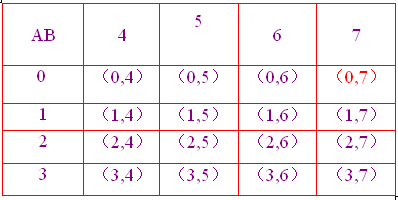 AB 4 5 6 7
0 （0,4） （0,5） （0,6） （0,7）
1 （1,4） （1,5） （1,6） （1,7）
2 （2,4） （2,5） （2,6） （2,7）
3 （3,4） （3,5） （3,6） （3,7）